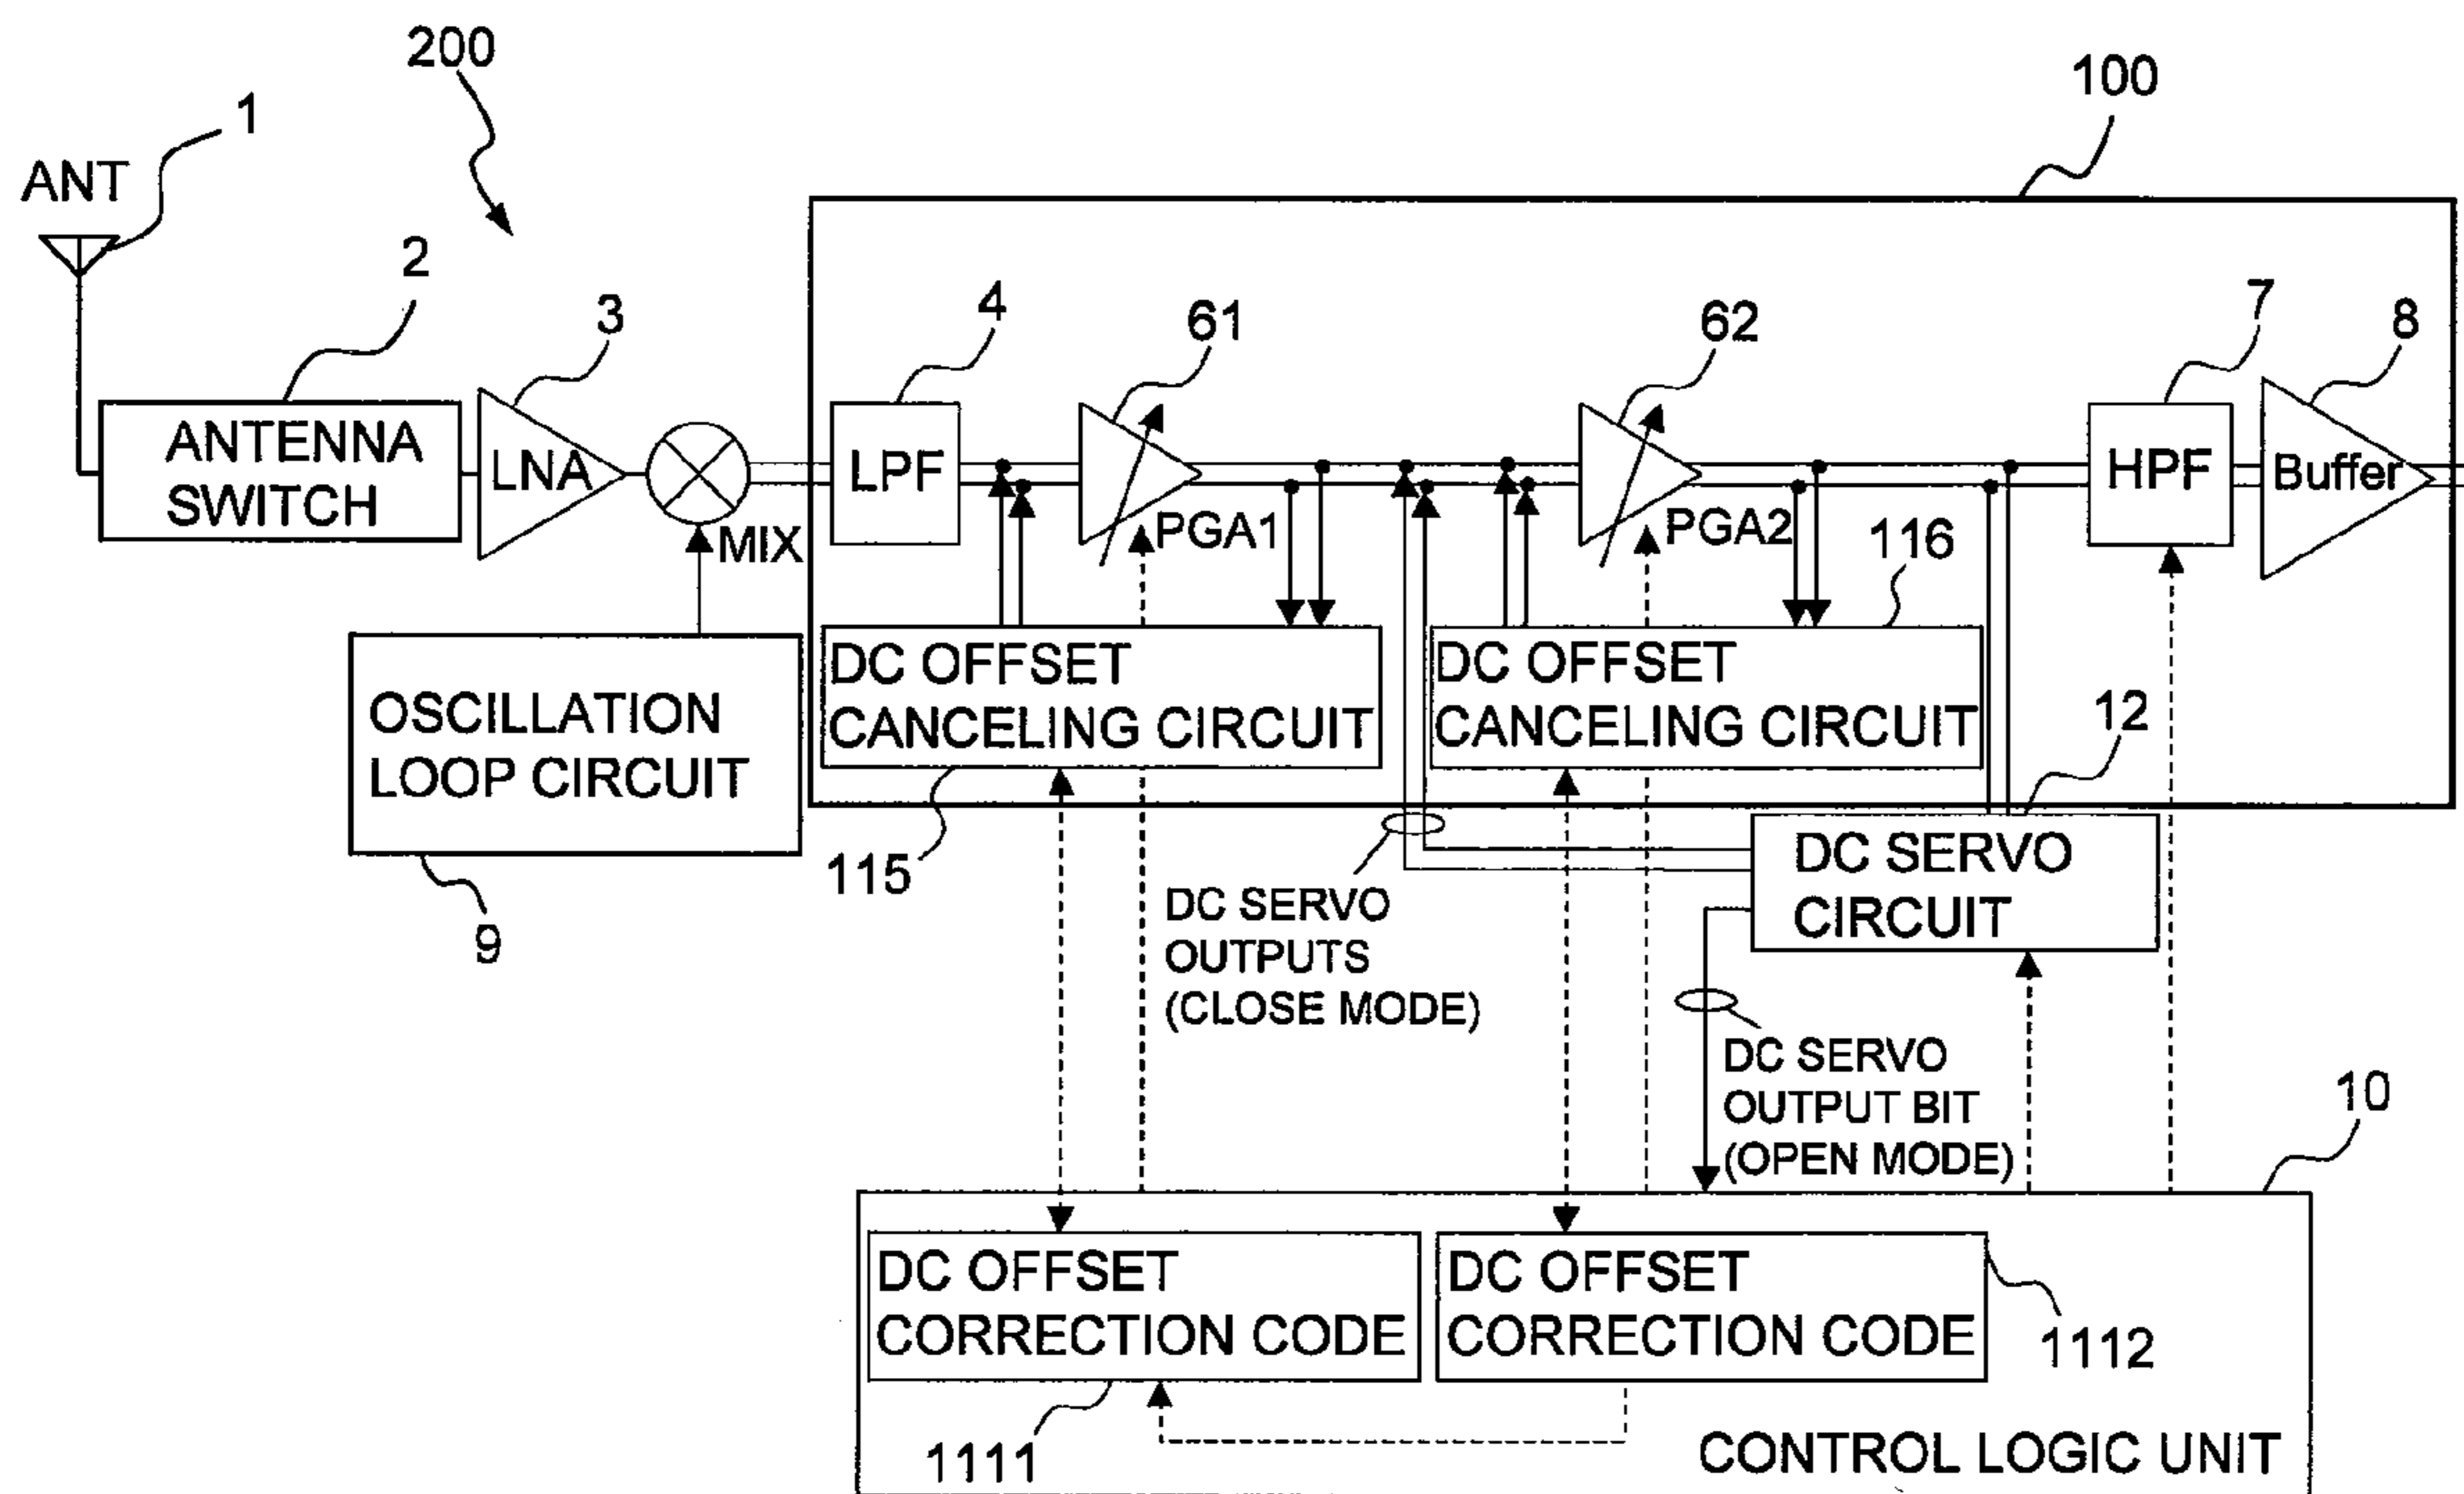 200
100
1
ANT
2
3
4
61
62
7
8
ANTENNA
SWITCH
LNA
MIX
LPF
PGA1
PGA2
HPF
Buffer
116
OSCILLATION
LOOP CIRCUIT
9
DC OFFSET
CANCELING CIRCUIT
115
DC OFFSET
CANCELING CIRCUIT
12
DC SERVO
CIRCUIT
DC SERVO
OUTPUTS
(CLOSE MODE)
DC SERVO
OUTPUT BIT
(OPEN MODE)
10
DC OFFSET
CORRECTION CODE
DC OFFSET
CORRECTION CODE
1112
1111
CONTROL LOGIC UNIT